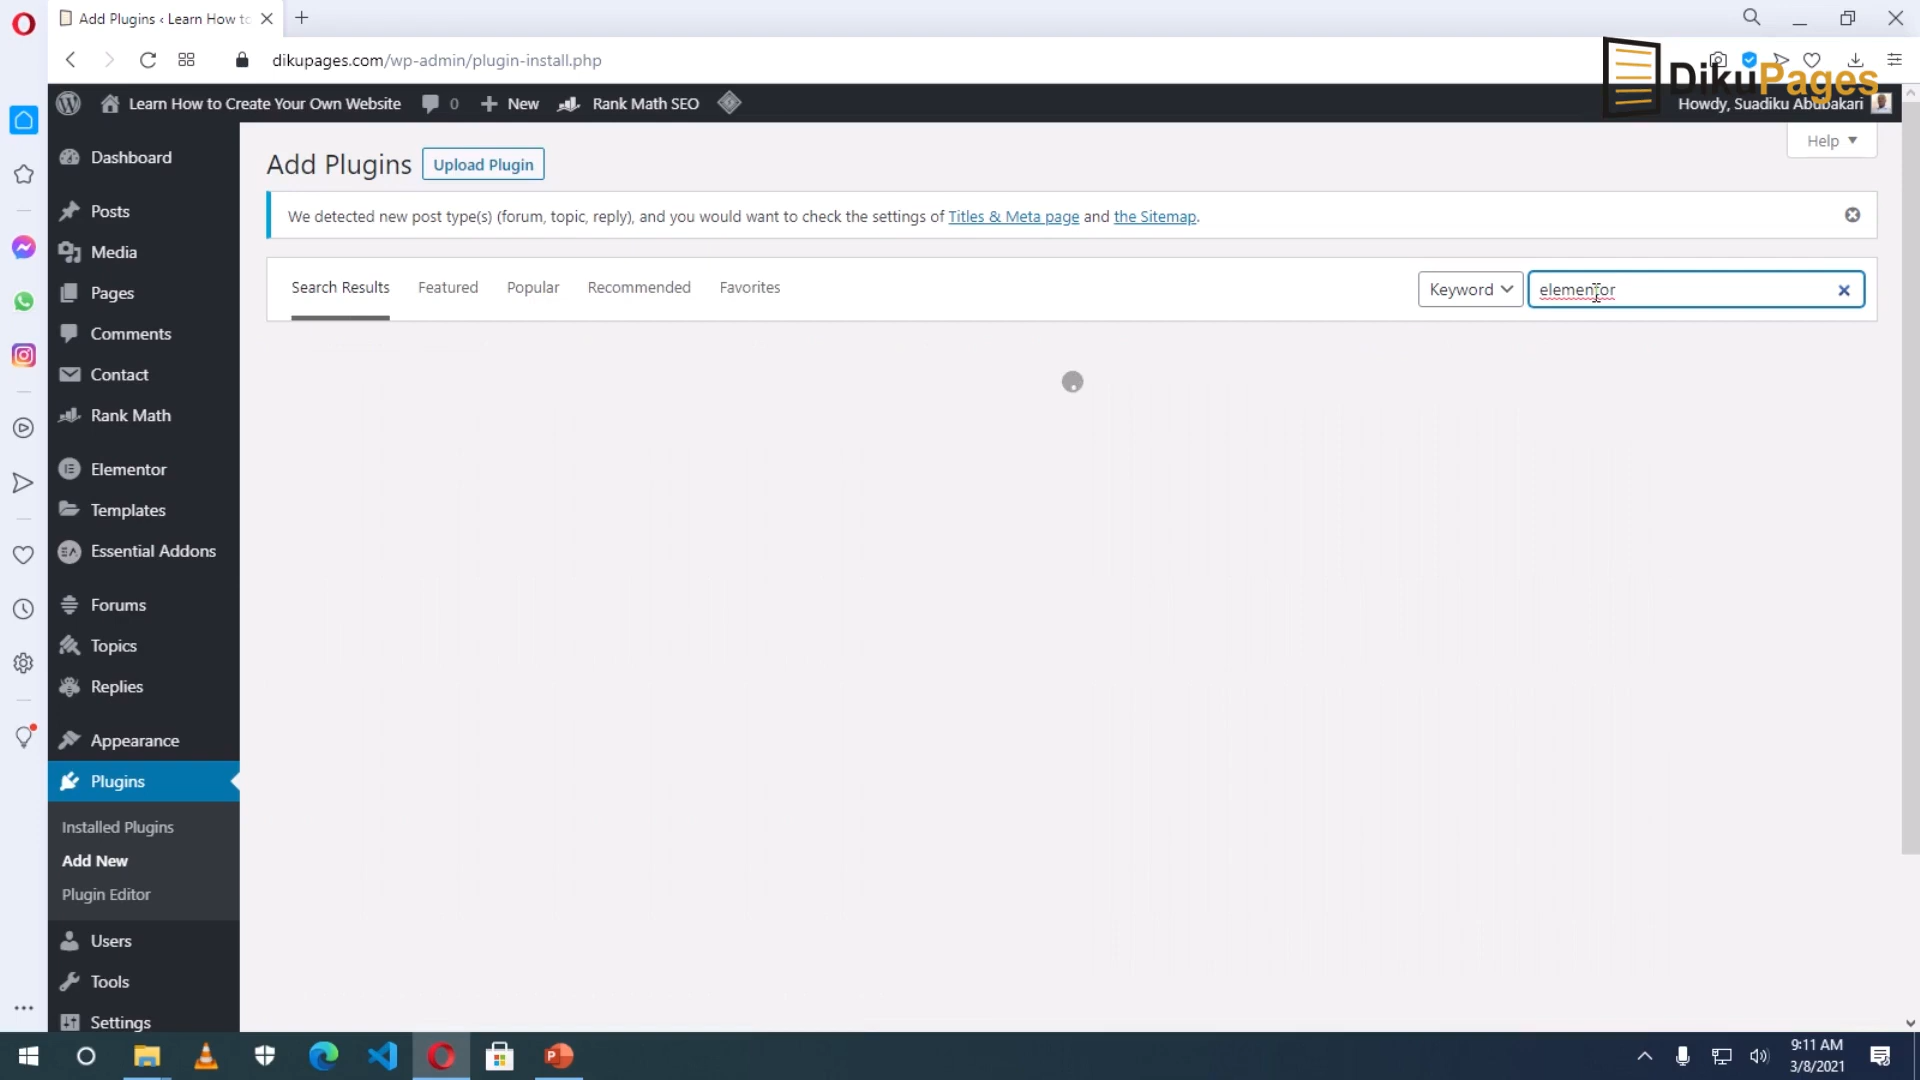 Add Plugins ‹ Learn How to
dikupages.com/wp-admin/plugin-install.php
DikuPages
Learn How to Create Your Own Website
0
New
Rank Math SEO
Howdy, Suadiku Abubakari
Dashboard
Posts
Media
Pages
Comments
Contact
Rank Math
Elementor
Templates
Essential Addons
Forums
Topics
Replies
Appearance
Plugins
Installed Plugins
Add New
Plugin Editor
Users
Tools
Settings
Help
Add Plugins
Upload Plugin
We detected new post type(s) (forum, topic, reply), and you would want to check the settings of Titles & Meta page and the Sitemap.
Search Results
Featured
Popular
Recommended
Favorites
Keyword
elementor
9:11 AM
3/8/2021